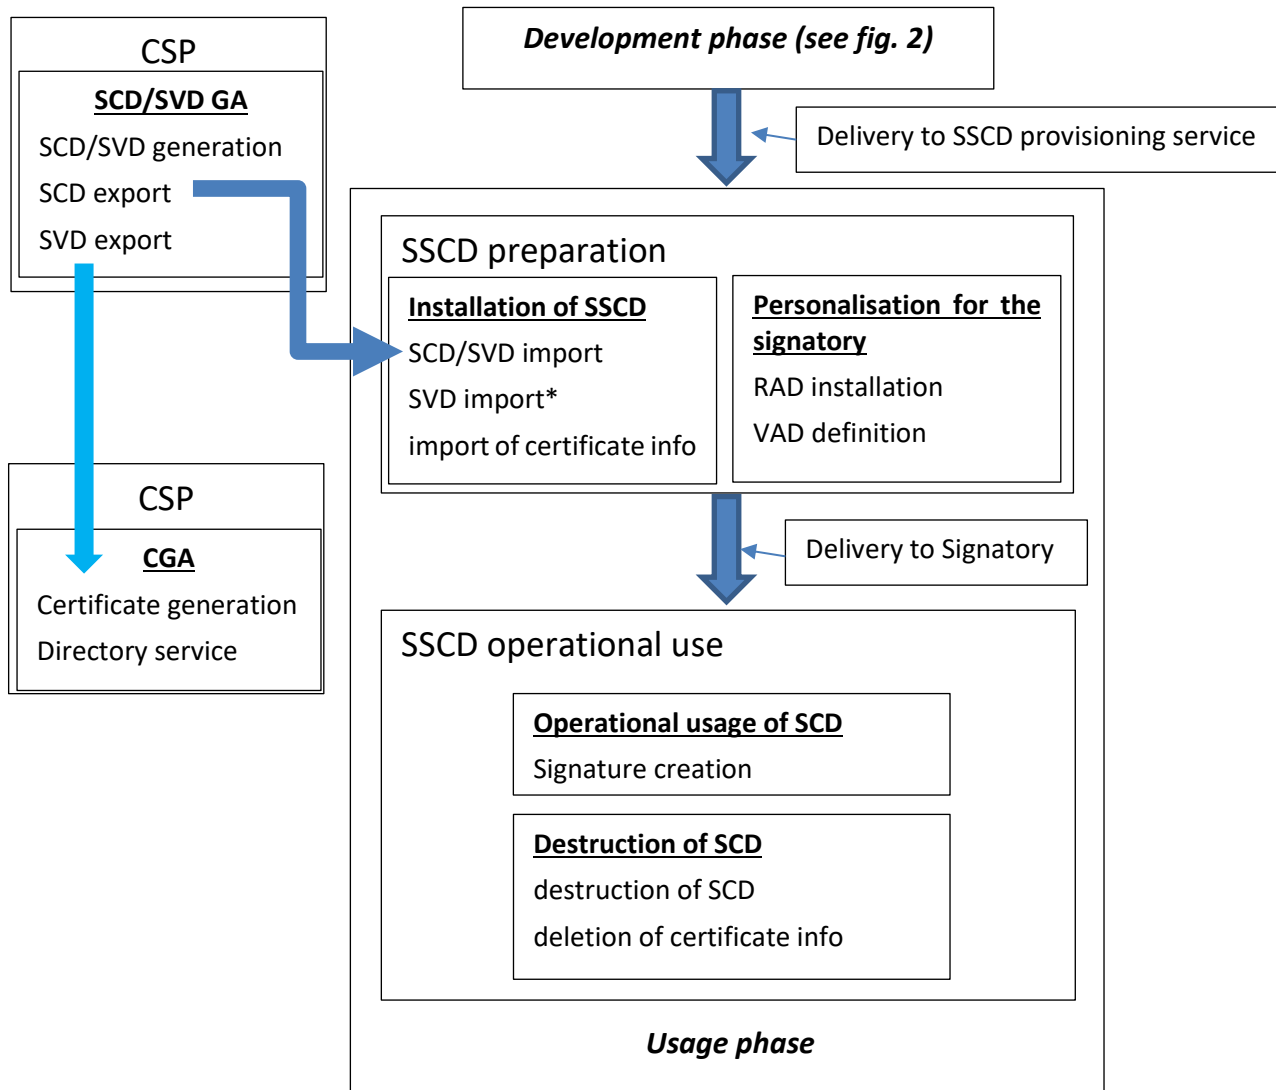 CSP
SCD/SVD GA
SCD/SVD generation
SCD export
SVD export
Development phase (see fig. 2)
Delivery to SSCD provisioning service
SSCD preparation
Installation of SSCD
SCD/SVD import
SVD import*
import of certificate info
Personalisation for the
signatory
RAD installation
VAD definition
CSP
CGA
Certificate generation
Directory service
Delivery to Signatory
SSCD operational use
Operational usage of SCD
Signature creation
Destruction of SCD
destruction of SCD
deletion of certificate info
Usage phase